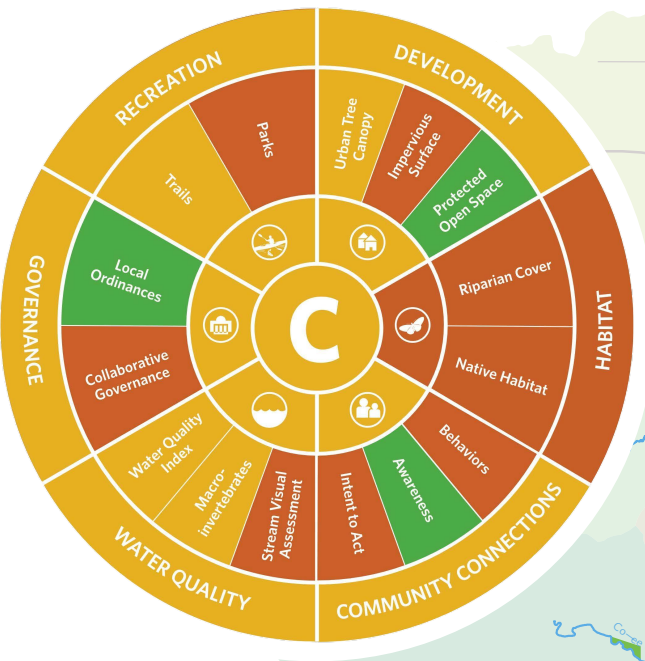 RECREATION
DEVELOPMENT
HABITAT
COMMUNITY CONNECTIONS
WATER QUALITY
GOVERNANCE
Trails
Parks
Urban Tree
Canopy
Impervious
Surface
Protected
Open Space
Riparian Cover
Native Habitat
Behaviors
Awareness
Intent to Act
Stream Visual
Assessment
Macro-
invertebrates
Water Quality
Index
Collaborative
Governance
Local
Ordinances
C